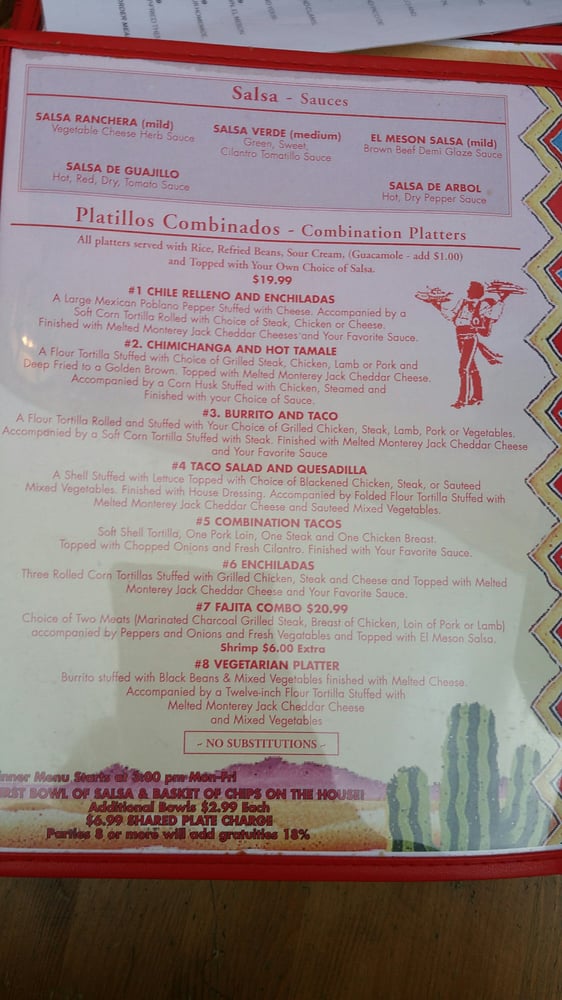 Salsa - Sauces
SALSA RANCHERA (mild)
Vegetable Cheese Herb Sauce
SALSA VERDE (medium)
Green, Sweet,
Cilantro Tomatillo Sauce
EL MESON SALSA (mild)
Brown Beef Demi Glaze Sauce
SALSA DE GUAJILLO
Hot, Red, Dry, Tomato Sauce
SALSA DE ARBOL
Hot, Dry Pepper Sauce
Platillos Combinados - Combination Platters
All platters served with Rice, Refried Beans, Sour Cream, (Guacamole - add $1.00)
and Topped with Your Own Choice of Salsa.
$19.99
#1 CHILE RELLENO AND ENCHILADAS
A Large Mexican Poblano Pepper Stuffed with Cheese. Accompanied by a
Soft Corn Tortilla Rolled with Choice of Steak, Chicken or Cheese.
Finished with Melted Monterey Jack Cheddar Cheeses and Your Favorite Sauce.
#2. CHIMICHANGA AND HOT TAMALE
A Flour Tortilla Stuffed with Choice of Grilled Steak, Chicken, Lamb or Pork and
Deep Fried to a Golden Brown. Topped with Melted Monterey Jack Cheddar Cheese.
Accompanied by a Corn Husk Stuffed with Chicken, Steamed and
Finished with your Choice of Sauce.
#3. BURRITO AND TACO
A Flour Tortilla Rolled and Stuffed with Your Choice of Grilled Chicken, Steak, Lamb, Pork or Vegetables.
Accompanied by a Soft Corn Tortilla Stuffed with Steak. Finished with Melted Monterey Jack Cheddar Cheese
and Your Favorite Sauce
#4 TACO SALAD AND QUESADILLA
A Shell Stuffed with Lettuce Topped with Choice of Blackened Chicken, Steak, or Sauteed
Mixed Vegetables. Finished with House Dressing. Accompanied by Folded Flour Tortilla Stuffed with
Melted Monterey Jack Cheddar Cheese and Sauteed Mixed Vegetables.
#5 COMBINATION TACOS
Soft Shell Tortilla, One Pork Loin, One Steak and One Chicken Breast.
Topped with Chopped Onions and Fresh Cilantro. Finished with Your Favorite Sauce.
#6 ENCHILADAS
Three Rolled Corn Tortillas Stuffed with Grilled Chicken, Steak and Cheese and Topped with Melted
Monterey Jack Cheddar Cheese and Your Favorite Sauce.
#7 FAJITA COMBO $20.99
Choice of Two Meats (Marinated Charcoal Grilled Steak, Breast of Chicken, Loin of Pork or Lamb)
accompanied by Peppers and Onions and Fresh Vegatables and Topped with El Meson Salsa.
Shrimp $6.00 Extra
#8 VEGETARIAN PLATTER
Burrito stuffed with Black Beans & Mixed Vegetables finished with Melted Cheese.
Accompanied by a Twelve-inch Flour Tortilla Stuffed with
Melted Monterey Jack Cheddar Cheese
and Mixed Vegetables
~ NO SUBSTITUTIONS ~
nner Menu Starts at 3:00 pm Mon-Fri
IRST BOWL OF SALSA & BASKET OF CHIPS ON THE HOUSE!
Additional Bowls $2.99 Each
$6.99 SHARED PLATE CHARGE
Parties 8 or more will add gratuities 18%